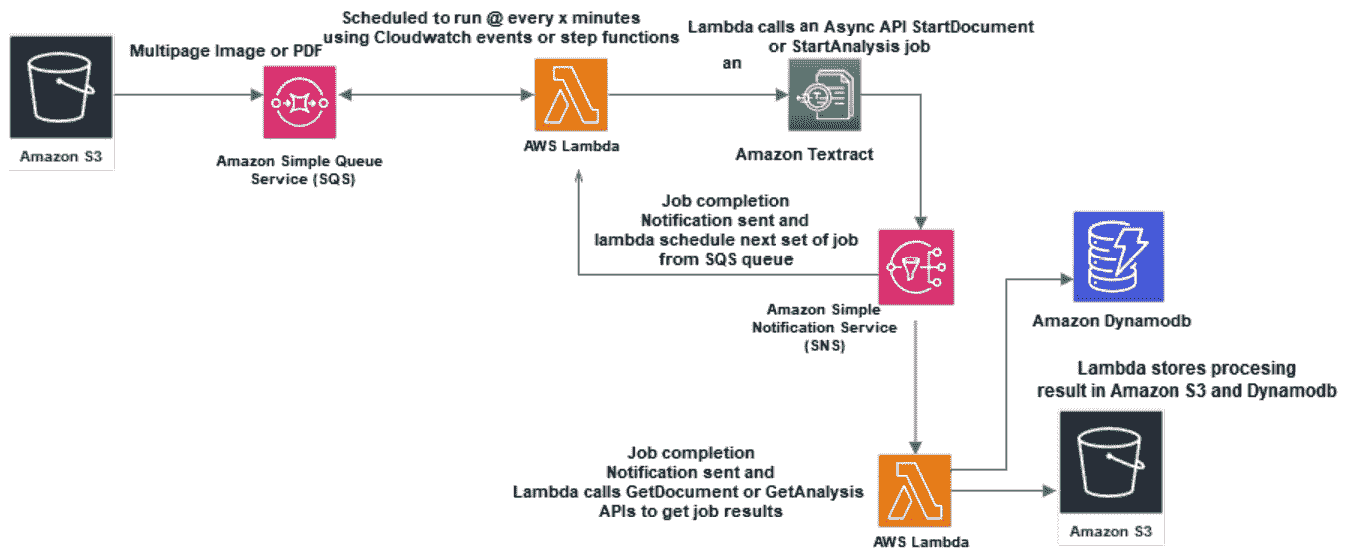 Scheduled to run @ every x minutes
using Cloudwatch events or step functions
Lambda calls an Async API StartDocument
or StartAnalysis job
an
Multipage Image or PDF
Amazon S3
Amazon Simple Queue
Service (SQS)
AWS Lambda
Amazon Textract
Job completion
Notification sent and
lambda schedule next set of job
from SQS queue
Amazon Simple
Notification Service
(SNS)
Amazon Dynamodb
Lambda stores procesing
result in Amazon S3 and Dynamodb
Job completion
Notification sent and
Lambda calls GetDocument or GetAnalysis
APIs to get job results
AWS Lambda
Amazon S3